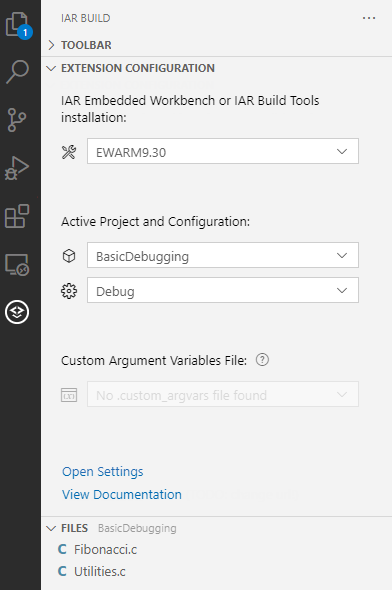 IAR BUILD
1
TOOLBAR
EXTENSION CONFIGURATION
IAR Embedded Workbench or IAR Build Tools
installation:
EWARM9.30
Active Project and Configuration:
BasicDebugging
Debug
Custom Argument Variables File:
No .custom_argvars file found
Open Settings
View Documentation
FILES BasicDebugging
C Fibonacci.c
C Utilities.c